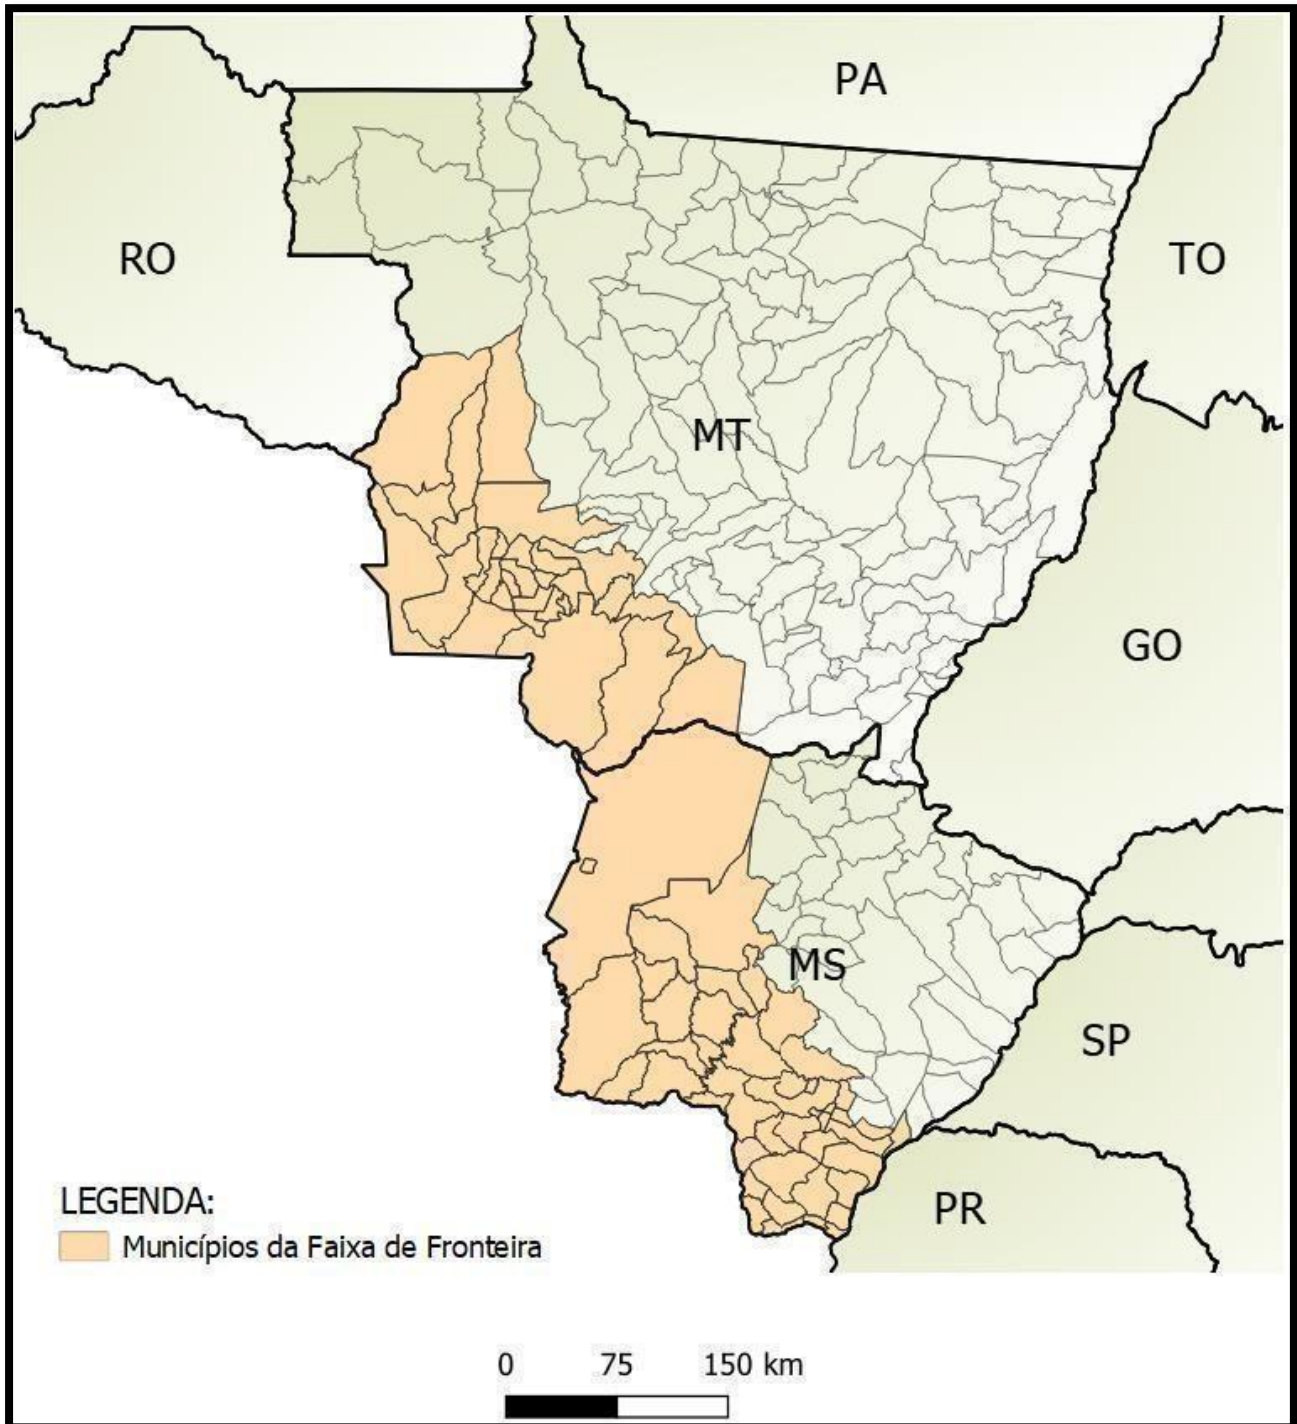 PA
RO
TO
MT
GO
MS
SP
PR
LEGENDA:
Municípios da Faixa de Fronteira
0 75 150 km